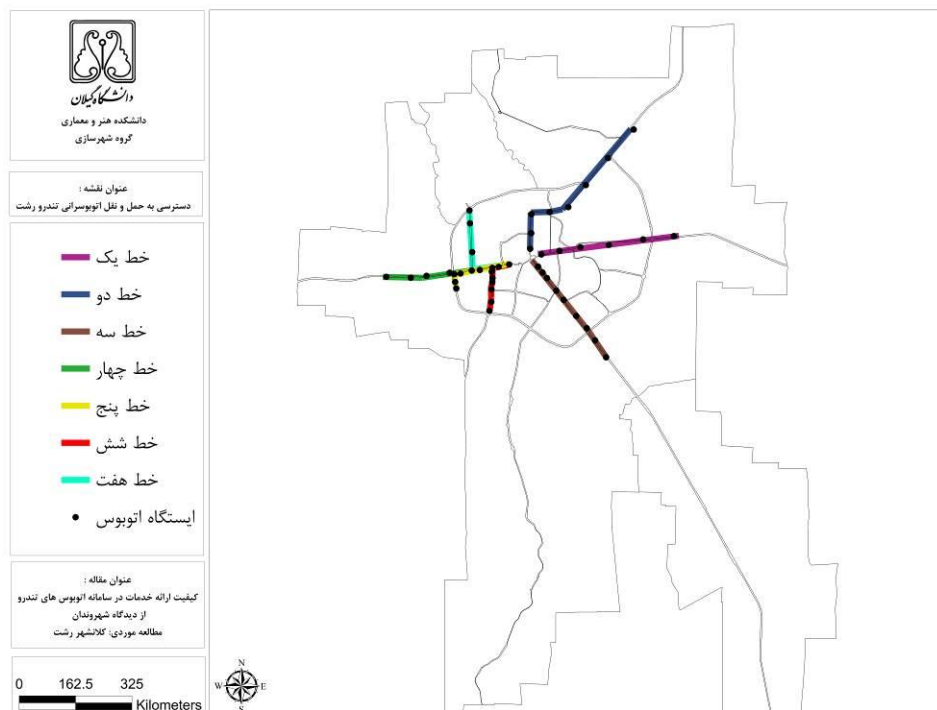 دانشگاه گیلان
دانشکده هنر و معماری
گروه شهرسازی
عنوان نقشه :
دسترسی به حمل و نقل اتوبوسرانی تندرو رشت
خط یک
خط دو
خط سه
خط چهار
خط پنج
خط شش
خط هفت
ایستگاه اتوبوس
عنوان مقاله :
کیفیت ارائه خدمات در سامانه اتوبوس های تندرو
از دیدگاه شهروندان
مطالعه موردی: کلانشهر رشت
0 162.5 325
Kilometers
N
W E
S